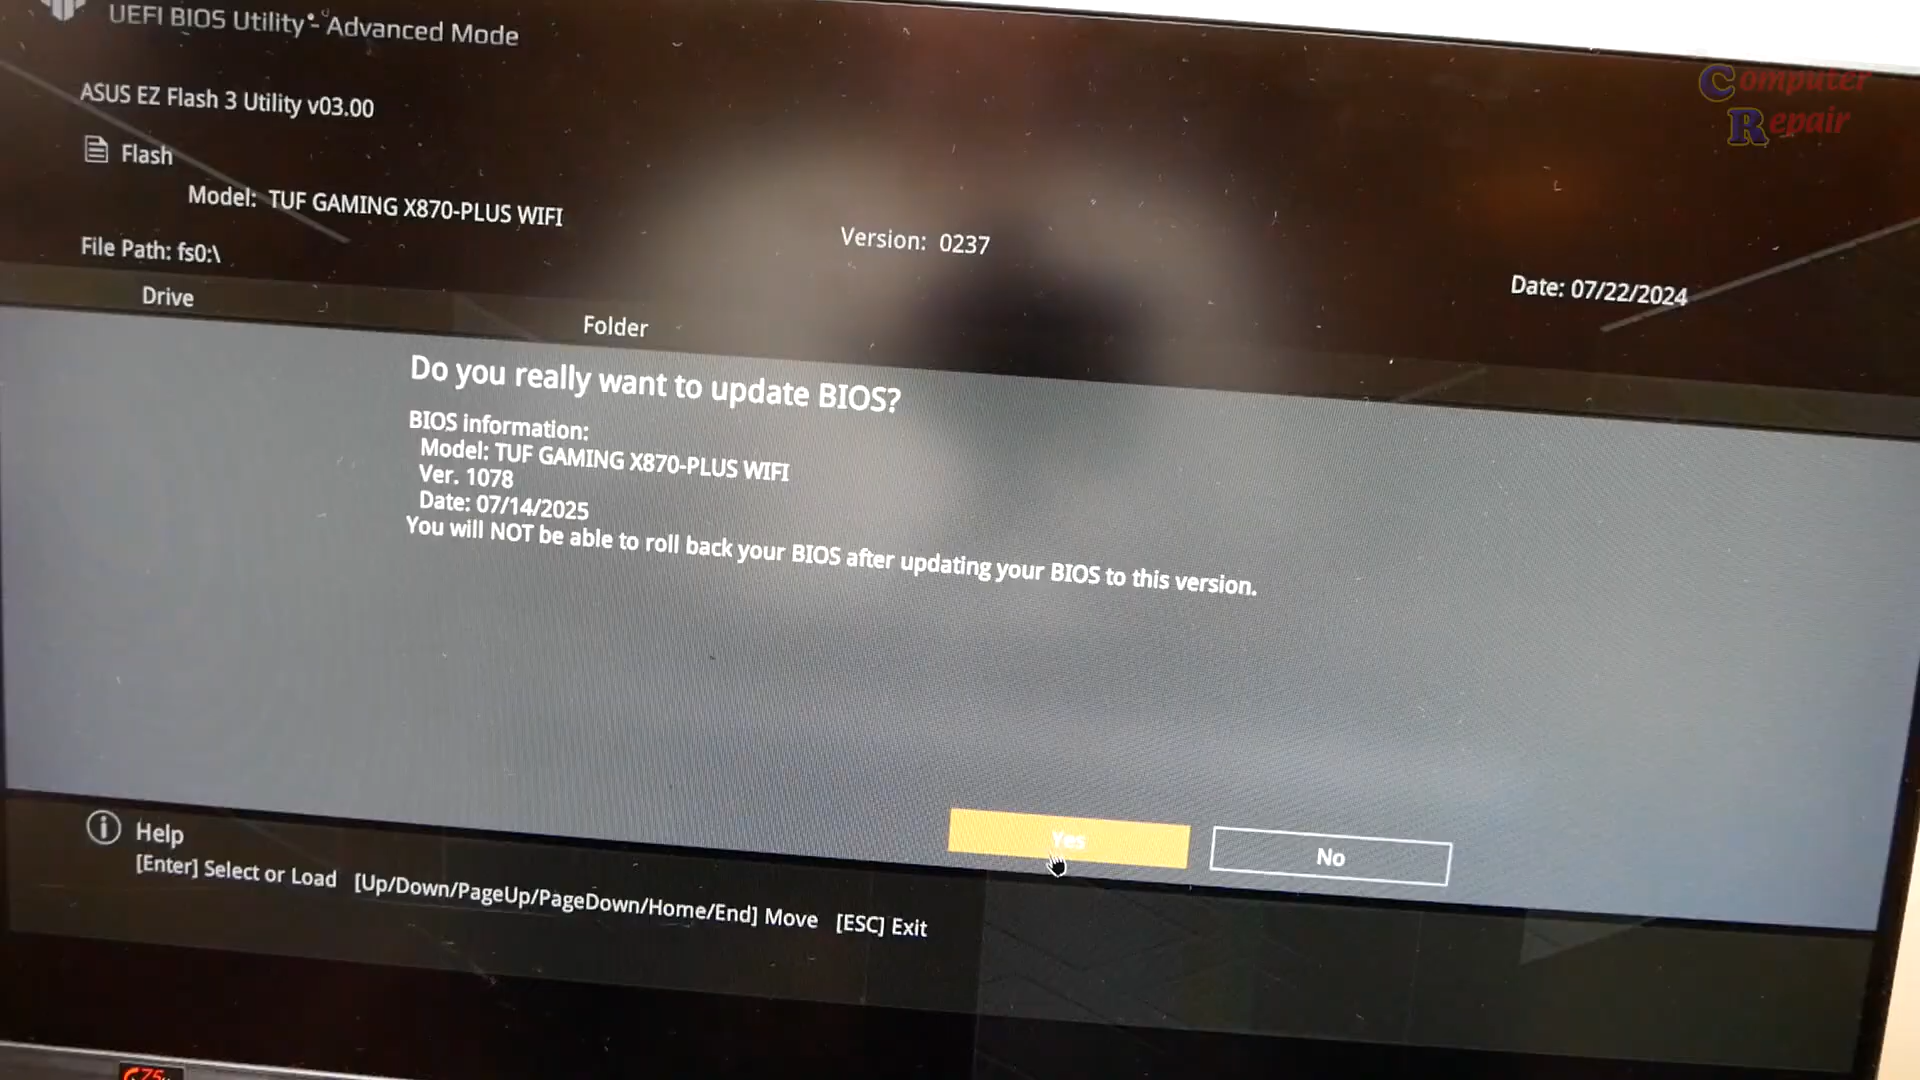 UEFI BIOS Utility - Advanced Mode
Computer
Repair
ASUS EZ Flash 3 Utility v03.00
Flash
Model: TUF GAMING X870-PLUS WIFI
Version: 0237
Date: 07/22/2024
File Path: fs0:\
Drive
Folder
Do you really want to update BIOS?
BIOS information:
Model: TUF GAMING X870-PLUS WIFI
Ver. 1078
Date: 07/14/2025
You will NOT be able to roll back your BIOS after updating your BIOS to this version.
Yes
No
Help
[Enter] Select or Load [Up/Down/PageUp/PageDown/Home/End] Move [ESC] Exit